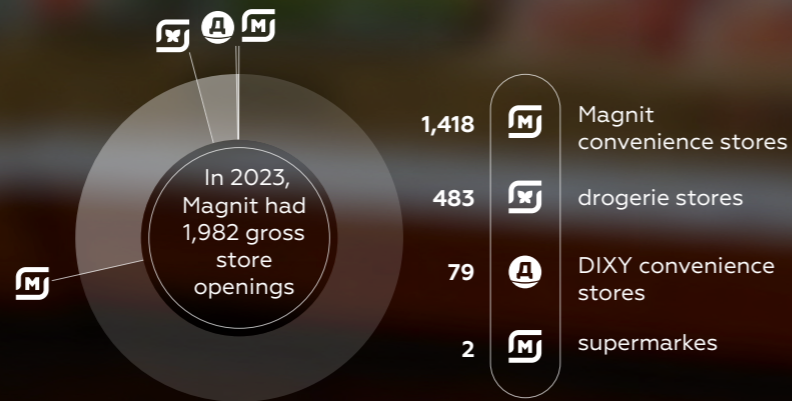 Д
M
M
In 2023,
Magnit had
1,982 gross
store
openings
1,418
M
Magnit
convenience stores
483
drogerie stores
79
Д
DIXY convenience
stores
2
M
supermarkes